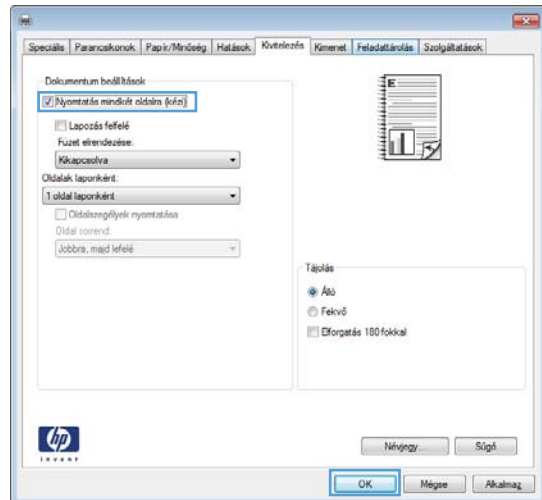 Speciális Parancsikonok Papír/Minőség Hatások Kivitelezés Kimenet Feladattárolás Szolgáltatások
Dokumentum beállítások
Nyomtatás mindkét oldalra (kézi)
Lapozás felfelé
Füzet elrendezése:
Kikapcsolva
Oldalak laponként:
1 oldal laponként
Oldalszegélyek nyomtatása
Oldal sorrend:
Jobbra, majd lefelé
E
Tájolás
Álló
Fekvő
Elforgatás 180 fokkal
hp
invent
Névjegy... Súgó
OK Mégse Alkalmaz